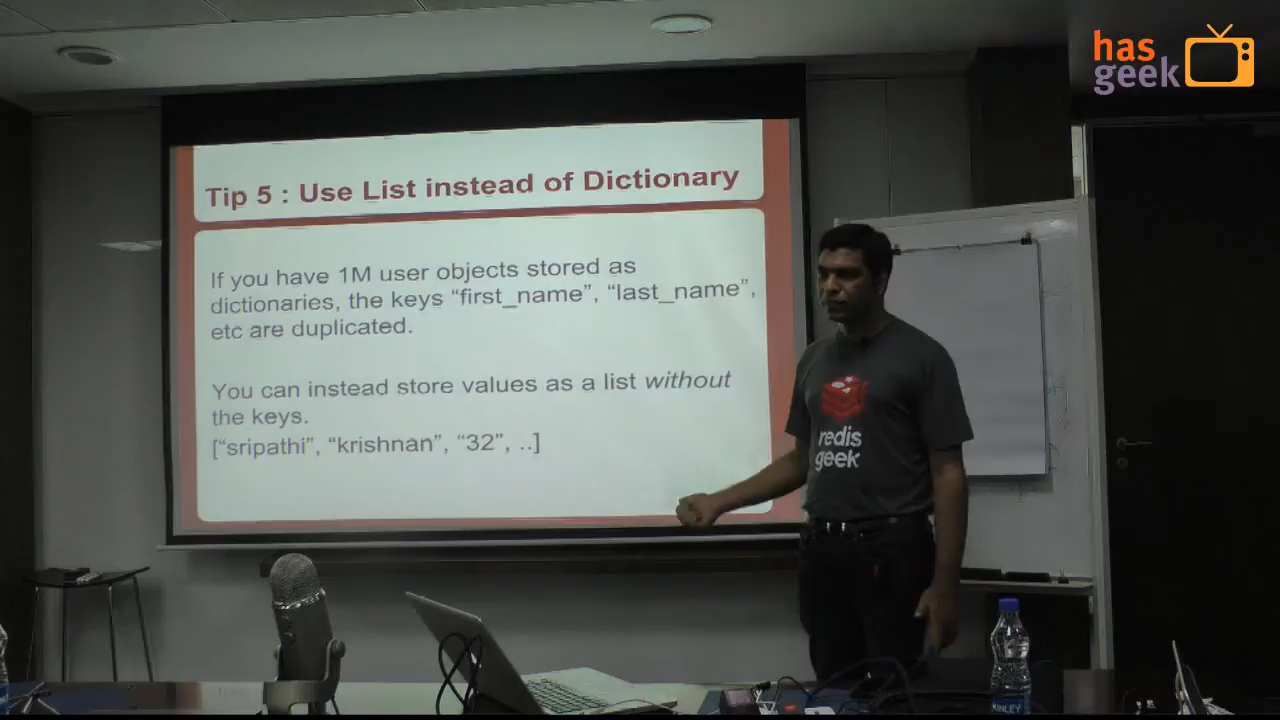 has
geek
Tip 5 : Use List instead of Dictionary
If you have 1M user objects stored as
dictionaries, the keys “first_name”, “last_name”,
etc are duplicated.
You can instead store values as a list without
the keys.
[“sripathi”, “krishnan”, “32”, ..]
redis
geek